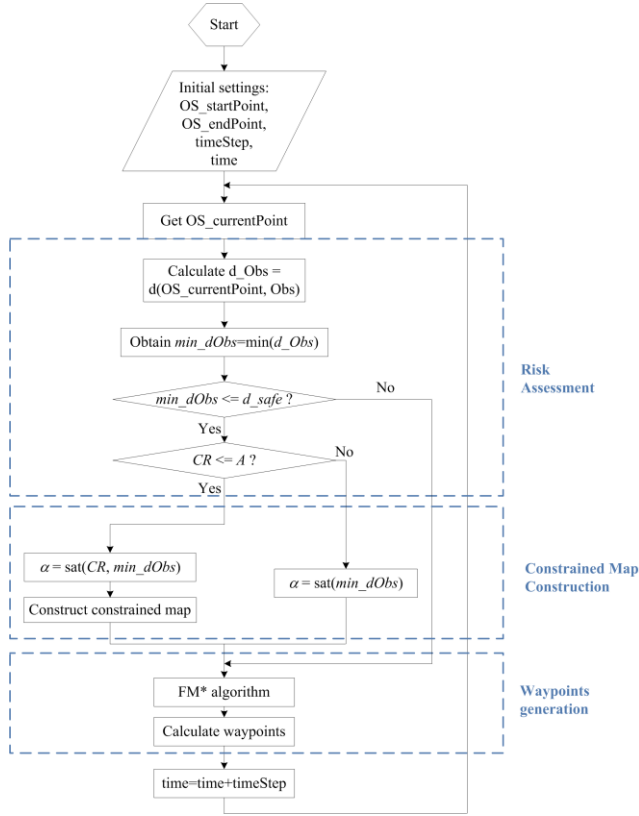 Start
Initial settings:
OS_startPoint,
OS_endPoint,
timeStep,
time
Get OS_currentPoint
Calculate d_Obs =
d(OS_currentPoint, Obs)
Obtain min_dObs=min(d_Obs)
Risk
Assessment
min_dObs <= d_safe ?
No
Yes
CR <= A ?
No
Yes
α = sat(CR, min_dObs)
Construct constrained map
α = sat(min_dObs)
Constrained Map
Construction
FM* algorithm
Calculate waypoints
Waypoints
generation
time=time+timeStep